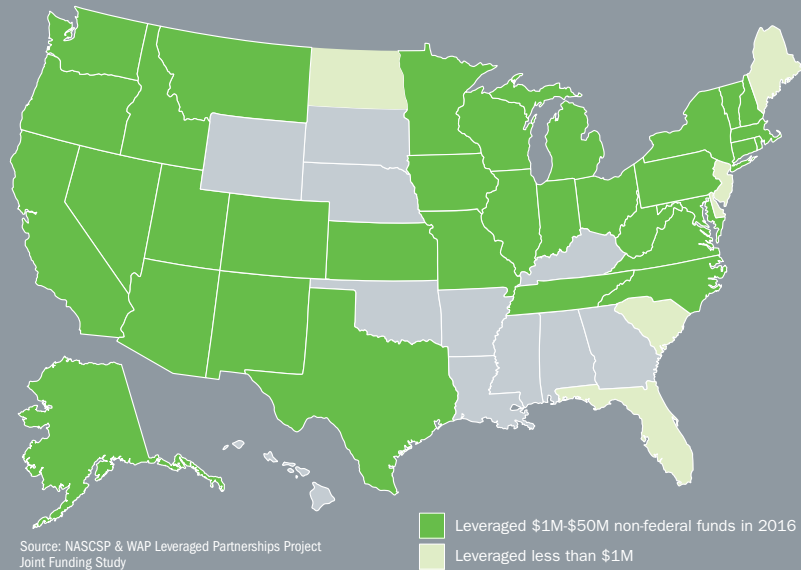 Leveraged $1M-$50M non-federal funds in 2016
Leveraged less than $1M
Source: NASCSP & WAP Leveraged Partnerships Project
Joint Funding Study